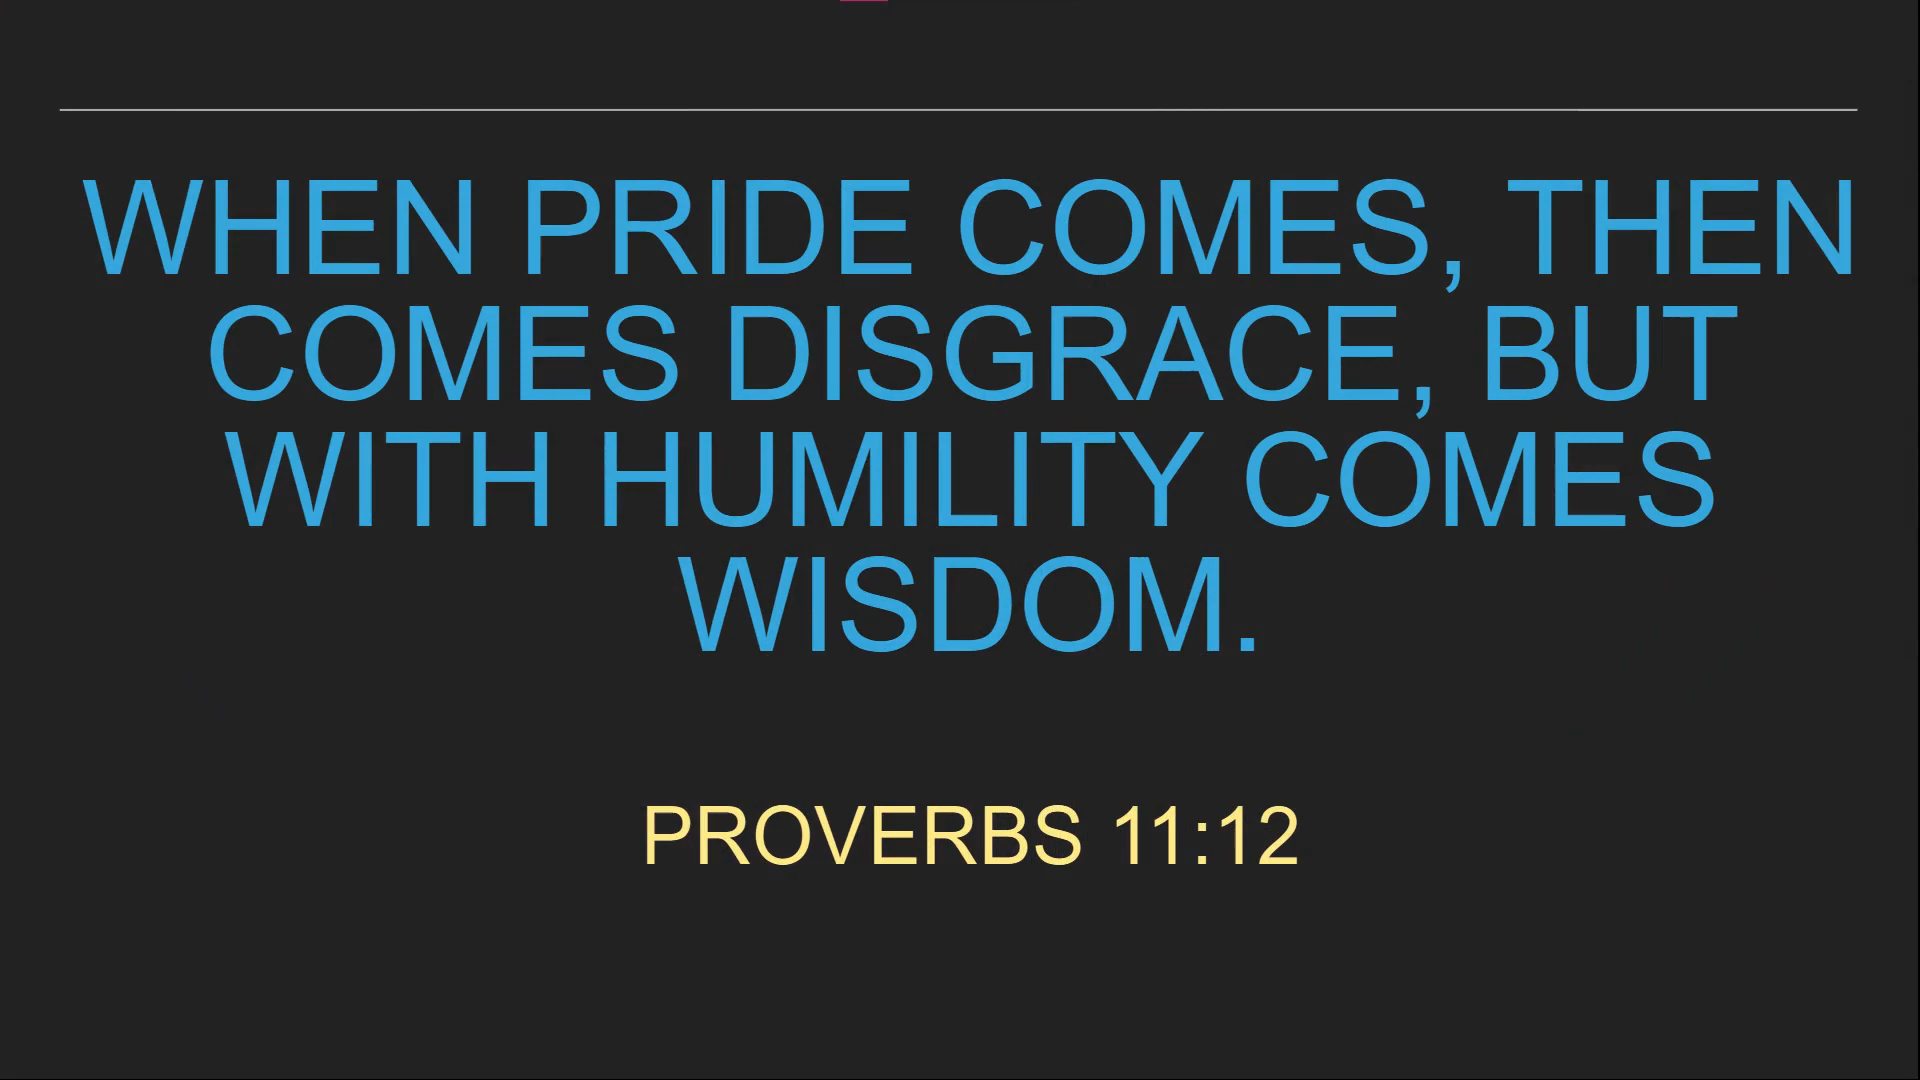 WHEN PRIDE COMES, THEN
COMES DISGRACE, BUT
WITH HUMILITY COMES
WISDOM.
PROVERBS 11:12